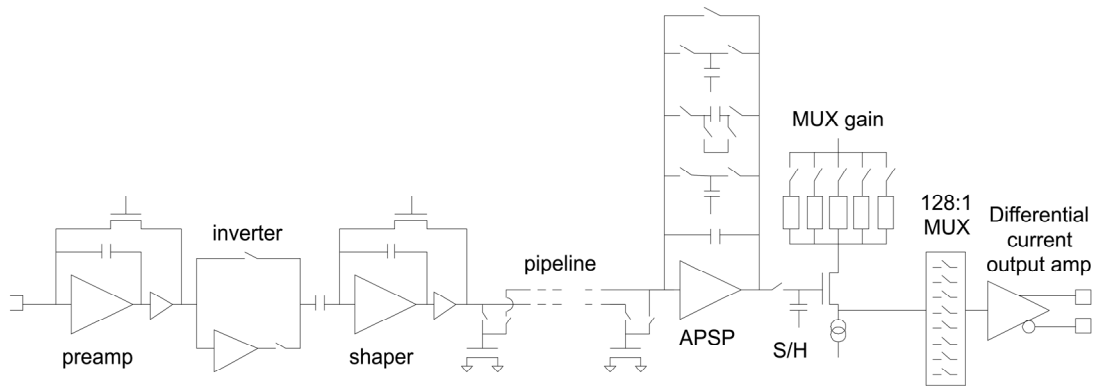 MUX gain
128:1
MUX
Differential
current
output amp
inverter
pipeline
preamp
shaper
APSP
S/H